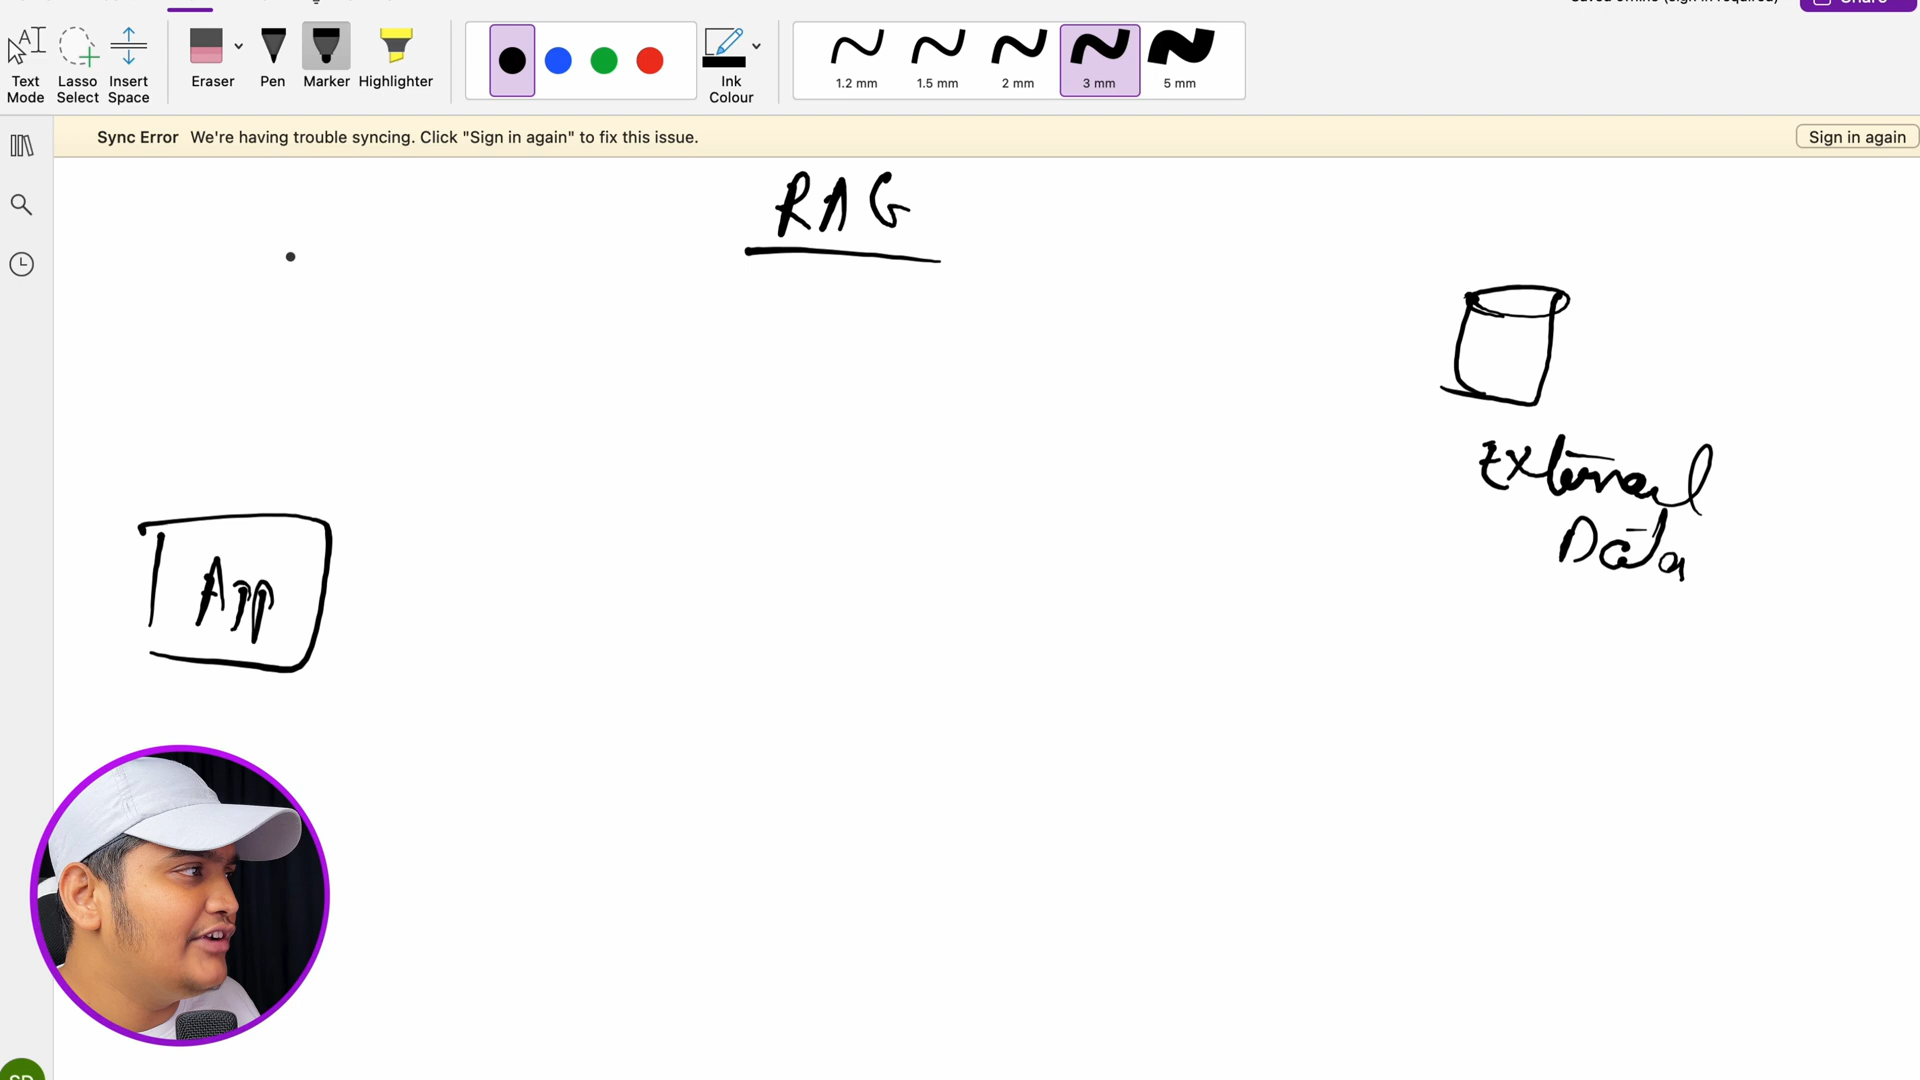 Text
Mode
Lasso
Select
Insert
Space
Eraser
Pen
Marker
Highlighter
Ink
Colour
1.2 mm
1.5 mm
2 mm
3 mm
5 mm
Sync Error We're having trouble syncing. Click "Sign in again" to fix this issue.
Sign in again
RAG
External
Data
App